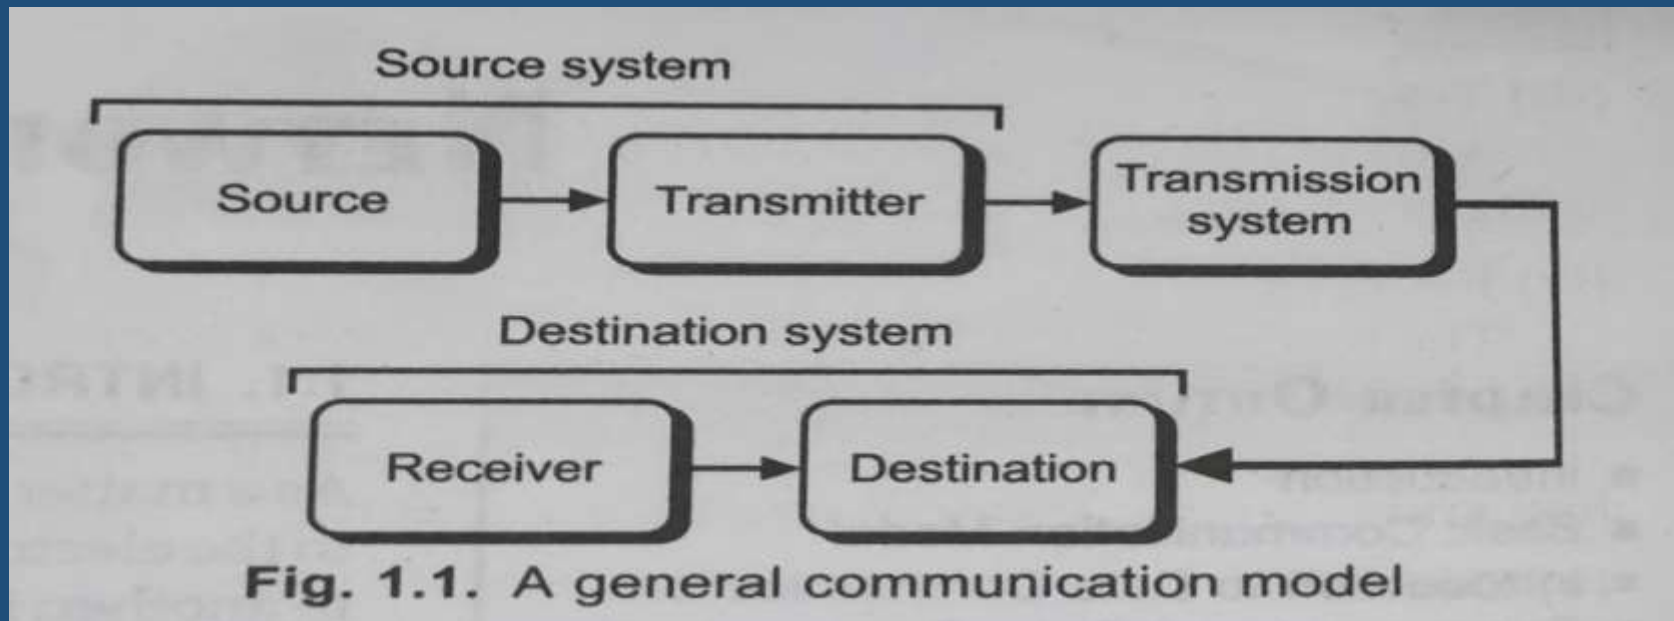 Source system
Source
Transmitter
Transmission
system
Destination system
Receiver
Destination
Fig. 1.1. A general communication model